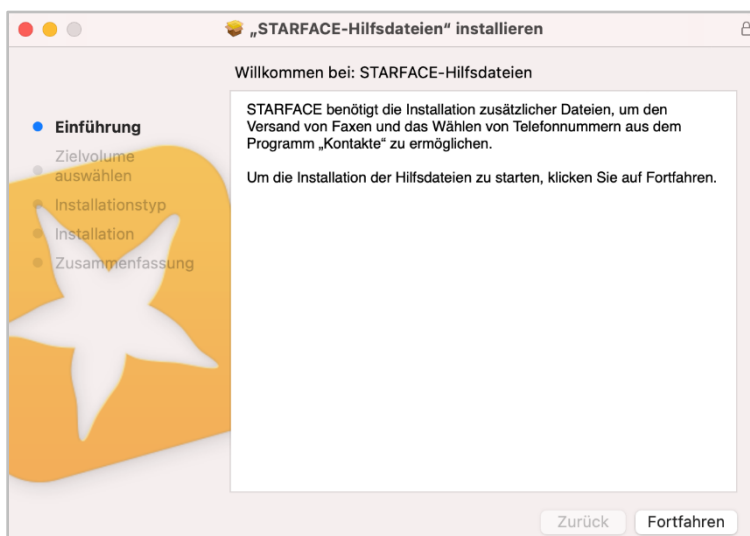 „STARFACE-Hilfsdateien“ installieren
Willkommen bei: STARFACE-Hilfsdateien
Einführung
Zielvolume
auswählen
Installationstyp
Installation
Zusammenfassung
STARFACE benötigt die Installation zusätzlicher Dateien, um den
Versand von Faxen und das Wählen von Telefonnummern aus dem
Programm „Kontakte“ zu ermöglichen.
Um die Installation der Hilfsdateien zu starten, klicken Sie auf Fortfahren.
Zurück
Fortfahren